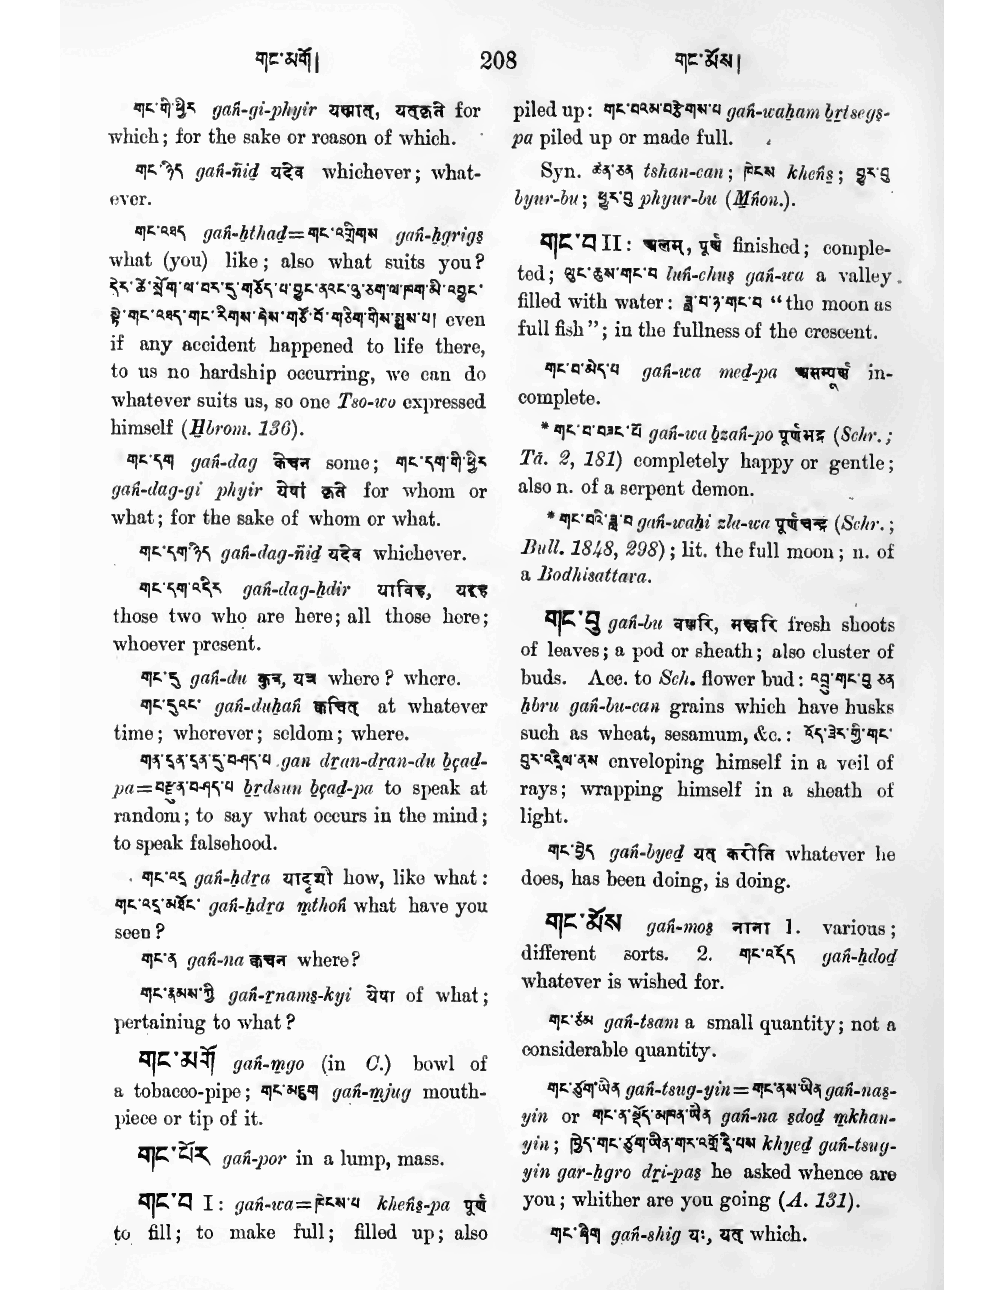 གང་མགོ།
208
གང་མོས།
གང་གི་ཕྱིར gaṅ-gi-phyir यस्मात्, यत्कृते for
which; for the sake or reason of which.
གང་ཉིད gaṅ-ñid यदेव whichever; what-
ever.
གང་འཐད gaṅ-ḥthad=གང་འགྲིགས gaṅ-ḥgrigs
what (you) like; also what suits you?
དེར་ཚེ་སྲོག་ལ་བར་དུ་གཅོད་པ་བྱུང་ནའང་ཨུ་ཅག་ལ་ཁག་མི་འབྱུང་
སྟེ་གང་འཐད་གང་རིགས་ཞེས་གཙོ་བོ་གཅིག་གིས་སྨྲས་པ། even
if any accident happened to life there,
to us no hardship occurring, we can do
whatever suits us, so one Tso-wo expressed
himself (Ḥbrom. 136).
གང་དག gaṅ-dag केचन some; གང་དག་གི་ཕྱིར
gaṅ-dag-gi phyir येषां कृते for whom or
what; for the sake of whom or what.
གང་དག་ཉིད gaṅ-dag-ñid यदेव whichever.
གང་དག་འདིར gaṅ-dag-ḥdir याविह, यइह
those two who are here; all those here;
whoever present.
གང་དུ gaṅ-du कुत्र, यत्र where? where.
གང་དུའང་ gaṅ-duḥaṅ क्वचित् at whatever
time; wherever; seldom; where.
གན་དྲན་དྲན་དུ་བཤད་པ gan dran-dran-du bçad-
pa=བརྫུན་བཤད་པ brdsun bçad-pa to speak at
random; to say what occurs in the mind;
to speak falsehood.
གང་འདྲ gaṅ-ḥdra यादृशो how, like what:
གང་འདྲ་མཐོང་ gaṅ-ḥdra mthoṅ what have you
seen?
གང་ན gaṅ-na क्वचन where?
གང་རྣམས་ཀྱི gaṅ-rnams-kyi येषां of what;
pertaining to what?
གང་མགོ gaṅ-mgo (in C.) bowl of
a tobacco-pipe; གང་མཇུག gaṅ-mjug mouth-
piece or tip of it.
གང་པོར gaṅ-por in a lump, mass.
གང་བ I: gaṅ-wa=ཁེངས་པ kheṅs-pa पूर्ण
to fill; to make full; filled up; also
piled up: གང་བའམ་བརྩེགས་པ gaṅ-waḥam brtsegs-
pa piled up or made full.
Syn. ཚན་ཅན tshan-can; ཁེངས kheṅs; བྱུར་བུ
byur-bu; ཕྱུར་བུ phyur-bu (Mṅon.).
གང་བ II: अलम्, पूर्ण finished; comple-
ted; ལུང་ཆུས་གང་བ luṅ-chus gaṅ-wa a valley
filled with water: ཟླ་བ་ཉ་གང་བ “the moon as
full fish”; in the fullness of the crescent.
གང་བ་མེད་པ gaṅ-wa med-pa असम्पूर्ण in-
complete.
* གང་བ་བཟང་པོ gaṅ-wa bzaṅ-po पूर्णभद्र (Schr.;
Tā. 2, 181) completely happy or gentle;
also n. of a serpent demon.
* གང་བའི་ཟླ་བ gaṅ-waḥi zla-wa पूर्णचन्द्र (Schr.;
Bull. 1848, 298); lit. the full moon; n. of
a Bodhisattava.
གང་བུ gaṅ-bu वल्लरि, मञ्जरि fresh shoots
of leaves; a pod or sheath; also cluster of
buds. Acc. to Sch. flower bud: འབྲུ་གང་བུ་ཅན
ḥbru gaṅ-bu-can grains which have husks
such as wheat, sesamum, &c.: འོད་ཟེར་གྱི་གང་
བུར་འཁྲིལ་ནས enveloping himself in a veil of
rays; wrapping himself in a sheath of
light.
གང་བྱེད gaṅ-byed यत् करोति whatever he
does, has been doing, is doing.
གང་མོས gaṅ-mos नाना 1. various;
different sorts. 2. གང་འདོད gaṅ-ḥdod
whatever is wished for.
གང་ཙམ gaṅ-tsam a small quantity; not a
considerable quantity.
གང་ཙུག་ཡིན gaṅ-tsug-yin=གང་ནས་ཡིན gaṅ-nas-
yin or གང་ན་སྡོད་མཁན་ཡིན gaṅ-na sdod mkhan-
yin; ཁྱེད་གང་ཙུག་ཡིན་གར་འགྲོ་དྲི་པས khyed gaṅ-tsug-
yin gar-ḥgro dri-pas he asked whence are
you; whither are you going (A. 131).
གང་ཞིག gaṅ-shig यः, यत् which.